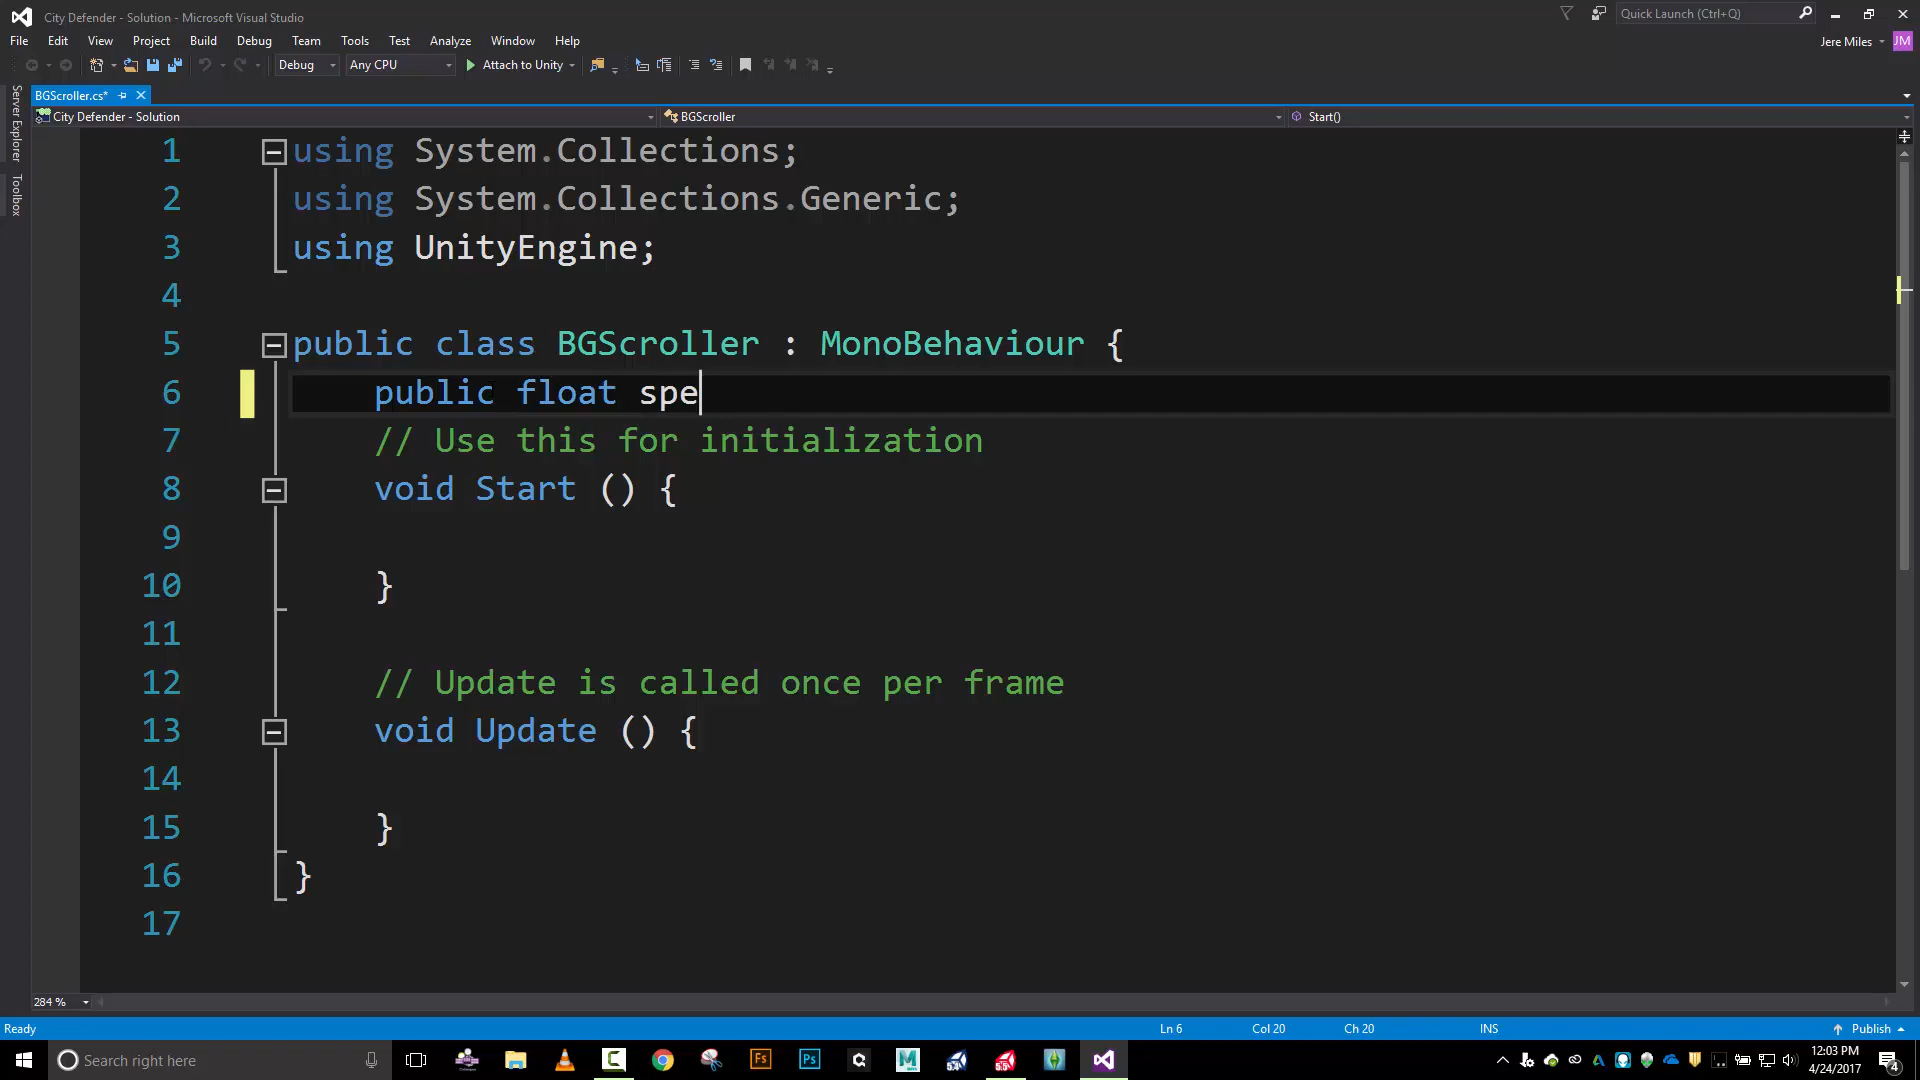 City Defender - Solution - Microsoft Visual Studio
Quick Launch (Ctrl+Q)
File Edit View Project Build Debug Team Tools Test Analyze Window Help
Jere Miles JM
Debug Any CPU Attach to Unity
Server Explorer
Toolbox
BGScroller.cs*
City Defender - Solution BGScroller Start()
1 using System.Collections;
2 using System.Collections.Generic;
3 using UnityEngine;
4
5 public class BGScroller : MonoBehaviour {
6 public float spe
7 // Use this for initialization
8 void Start () {
9
10 }
11
12 // Update is called once per frame
13 void Update () {
14
15 }
16 }
17
284 %
Ready Ln 6 Col 20 Ch 20 INS Publish
Search right here
Fs
Ps
12:03 PM
4/24/2017
4